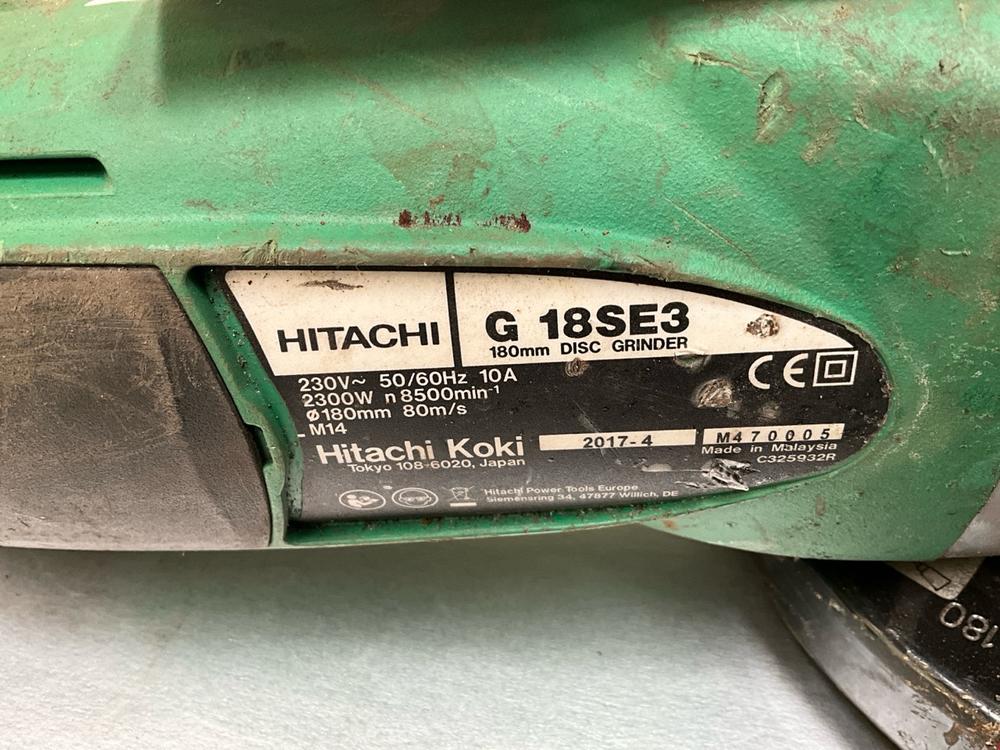 HITACHI
G 18SE3
180mm DISC GRINDER
230V~ 50/60Hz 10A
2300W n 8500min⁻¹
ø180mm 80m/s
M14
CE
Hitachi Koki
Tokyo 108-6020, Japan
2017-4
M470005
Made in Malaysia
C325932R
Hitachi Power Tools Europe
Siemensring 34, 47877 Willich, DE
180